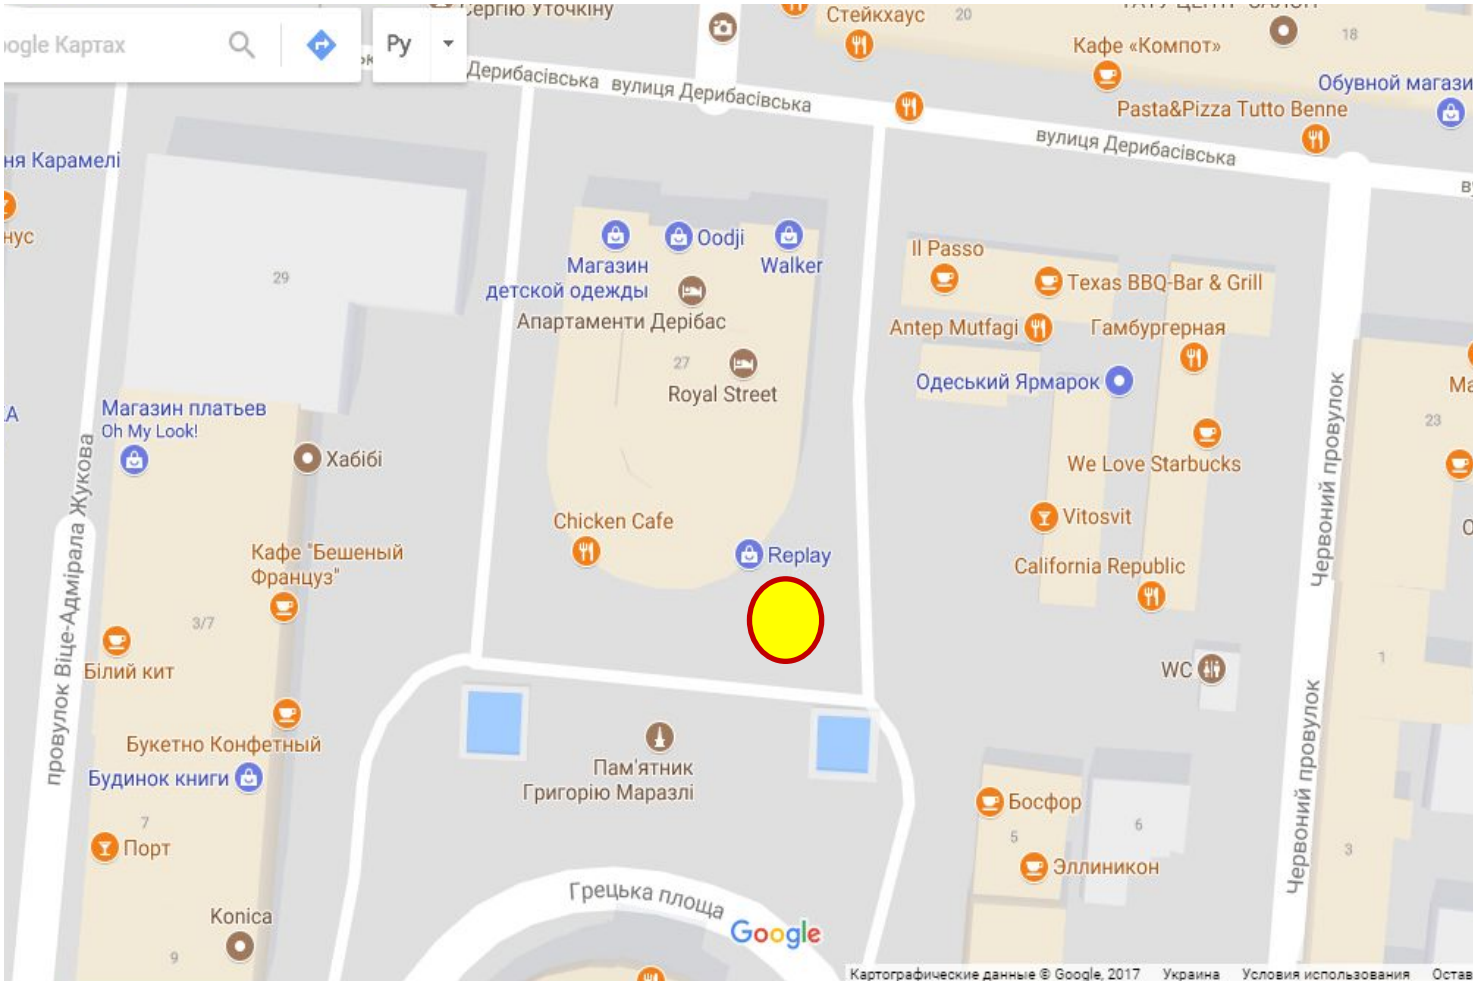 oogle Картах
Ру
Сергію Уточкіну
Стейкхаус
20
18
Кафе «Компот»
Обувной магази
Pasta&Pizza Tutto Benne
Дерибасівська
вулиця Дерибасівська
вулиця Дерибасівська
ня Карамелі
нус
29
Магазин
детской одежды
Oodji
Walker
Апартаменти Дерібас
27
Royal Street
Il Passo
Texas BBQ-Bar & Grill
Antep Mutfagi
Гамбургерная
Одеський Ярмарок
Червоний провулок
23
Магазин платьев
Oh My Look!
Хабібі
We Love Starbucks
Vitosvit
Chicken Cafe
Replay
California Republic
Кафе "Бешеный
Француз"
провулок Віце-Адмірала Жукова
3/7
Білий кит
WC
1
Букетно Конфетный
Будинок книги
Пам'ятник
Григорію Маразлі
Червоний провулок
7
Порт
Босфор
5
6
3
Эллиникон
Грецька площа
Konica
9
Google
Картографические данные © Google, 2017
Украина
Условия использования
Остав